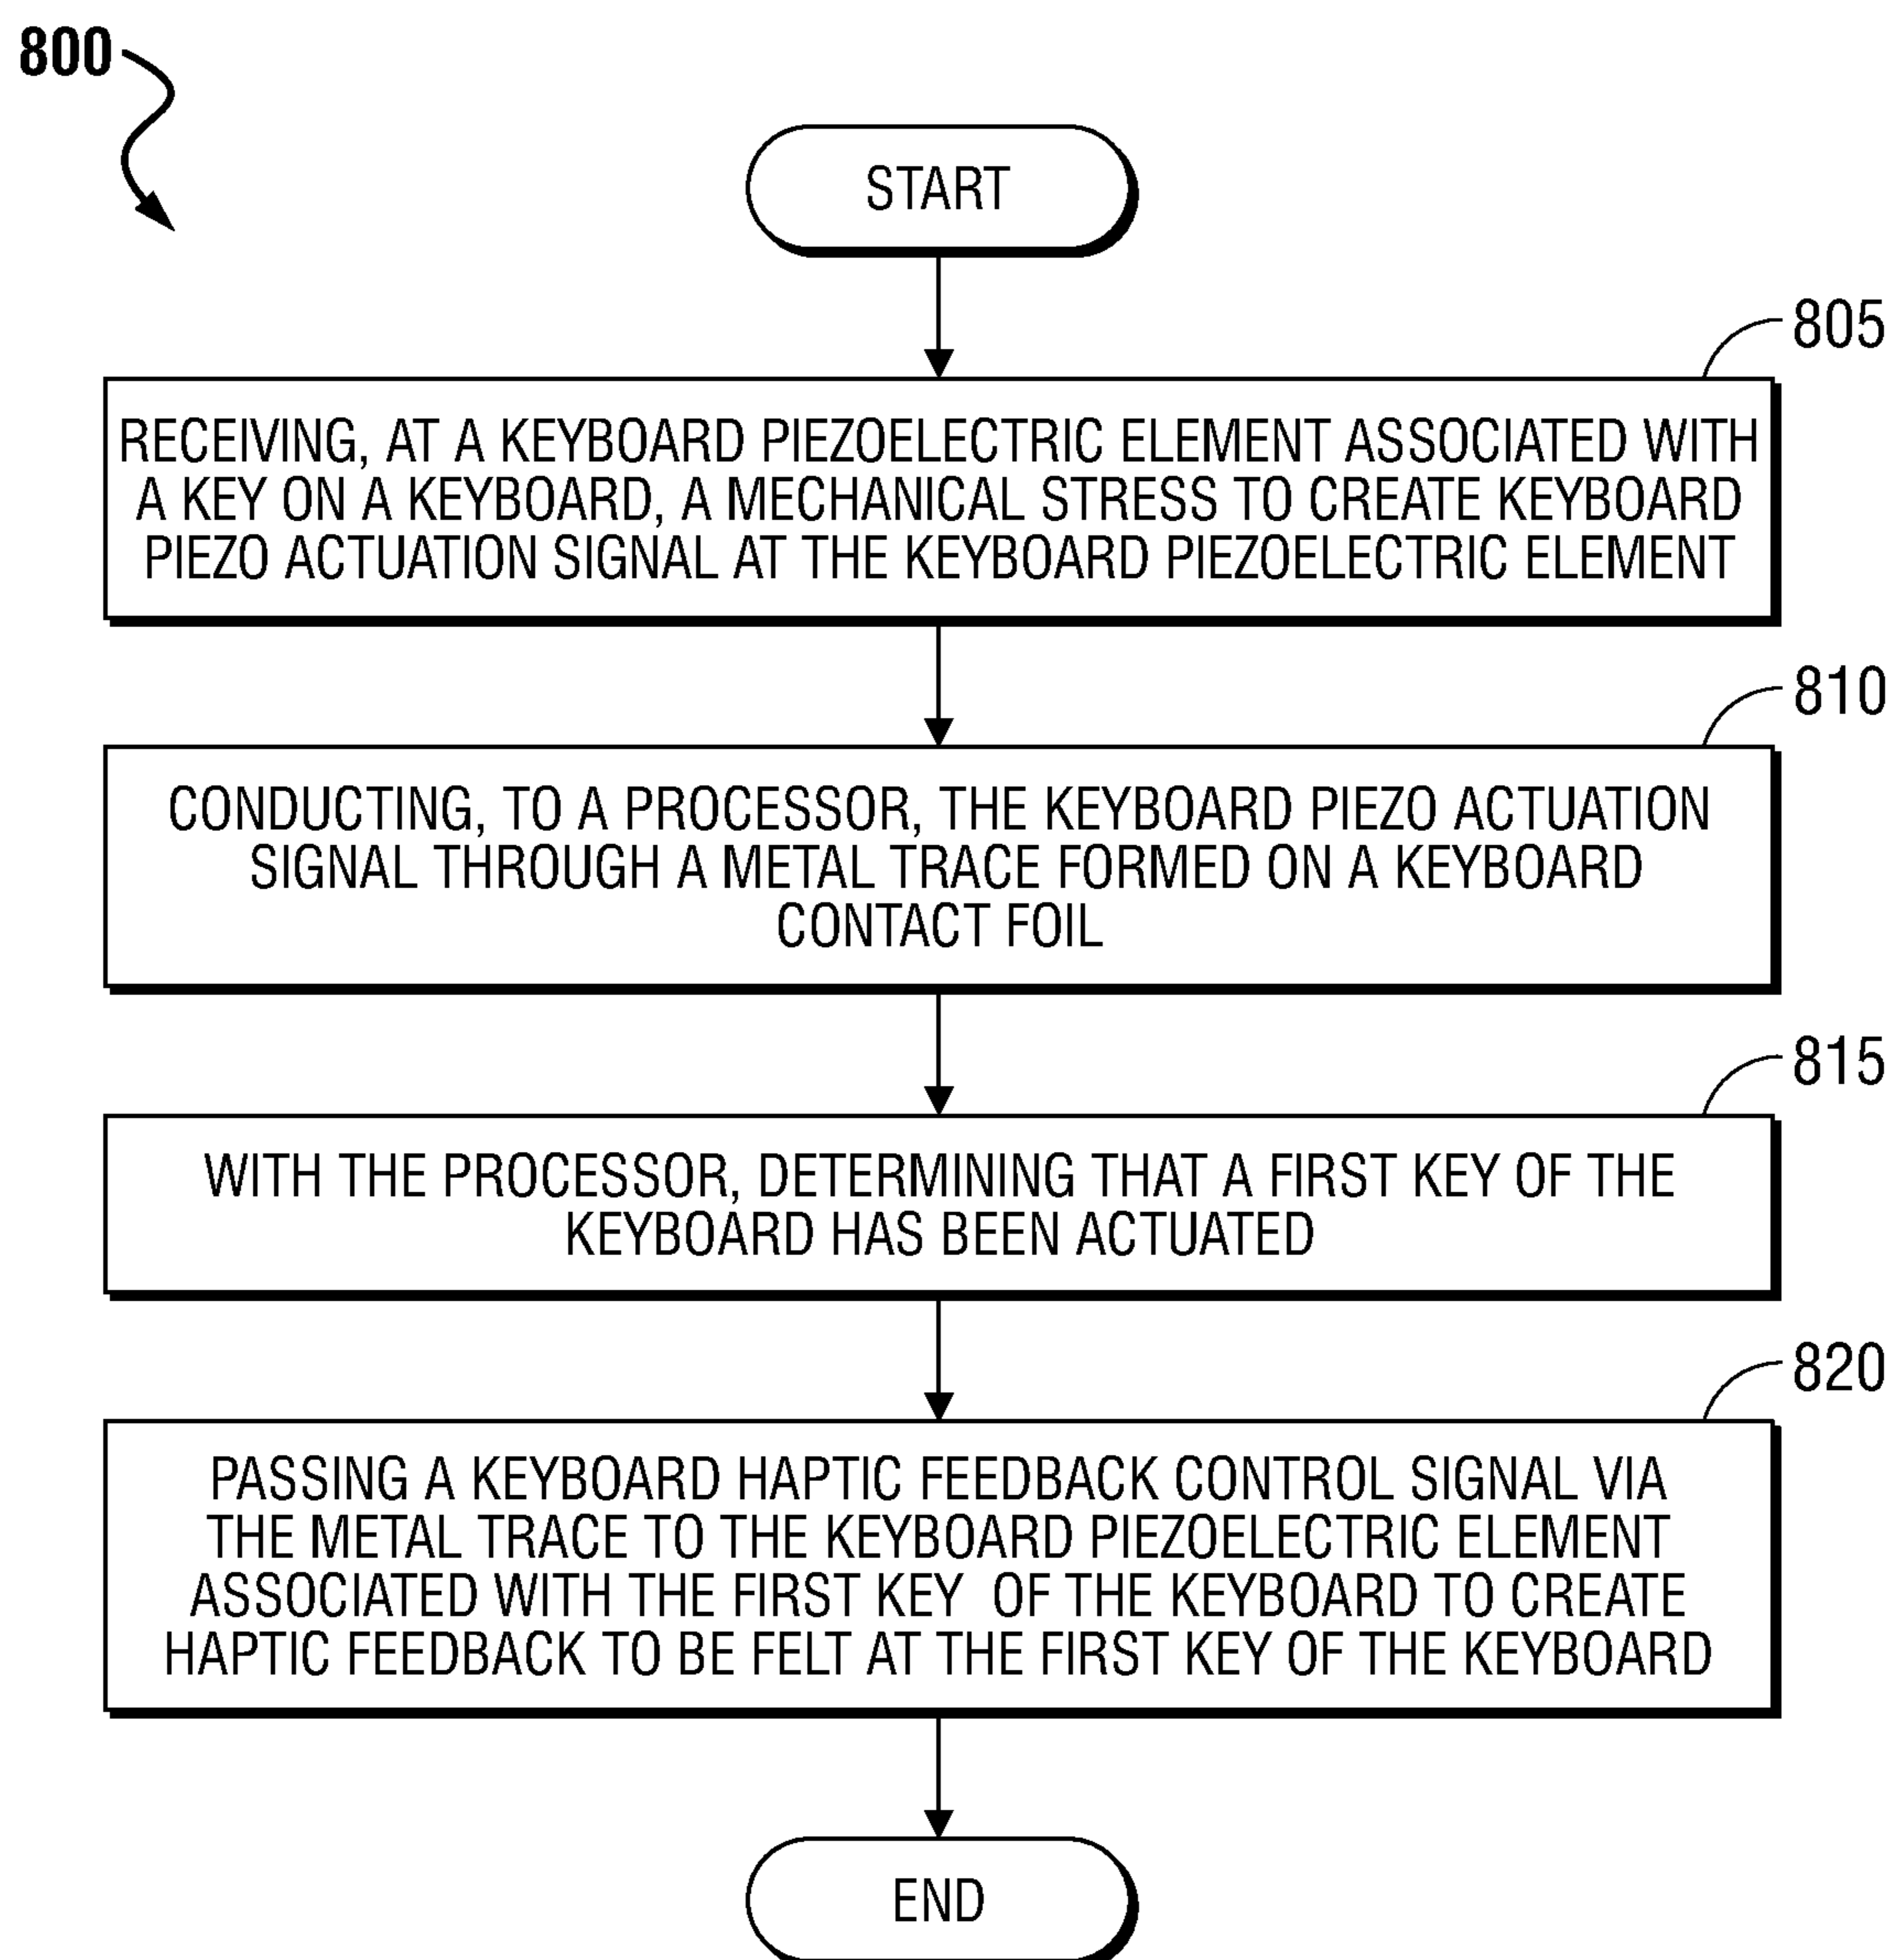 800
START
805
RECEIVING, AT A KEYBOARD PIEZOELECTRIC ELEMENT ASSOCIATED WITH
A KEY ON A KEYBOARD, A MECHANICAL STRESS TO CREATE KEYBOARD
PIEZO ACTUATION SIGNAL AT THE KEYBOARD PIEZOELECTRIC ELEMENT
810
CONDUCTING, TO A PROCESSOR, THE KEYBOARD PIEZO ACTUATION
SIGNAL THROUGH A METAL TRACE FORMED ON A KEYBOARD
CONTACT FOIL
815
WITH THE PROCESSOR, DETERMINING THAT A FIRST KEY OF THE
KEYBOARD HAS BEEN ACTUATED
820
PASSING A KEYBOARD HAPTIC FEEDBACK CONTROL SIGNAL VIA
THE METAL TRACE TO THE KEYBOARD PIEZOELECTRIC ELEMENT
ASSOCIATED WITH THE FIRST KEY OF THE KEYBOARD TO CREATE
HAPTIC FEEDBACK TO BE FELT AT THE FIRST KEY OF THE KEYBOARD
END